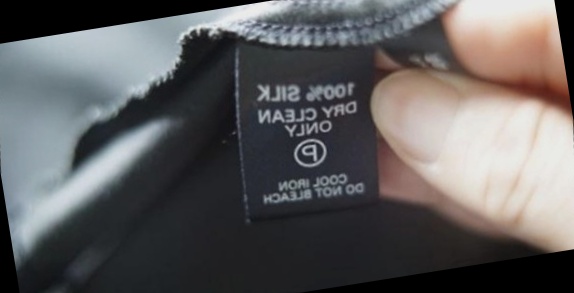 100% SILK
DRY CLEAN
ONLY
P
COOL IRON
DO NOT BLEACH